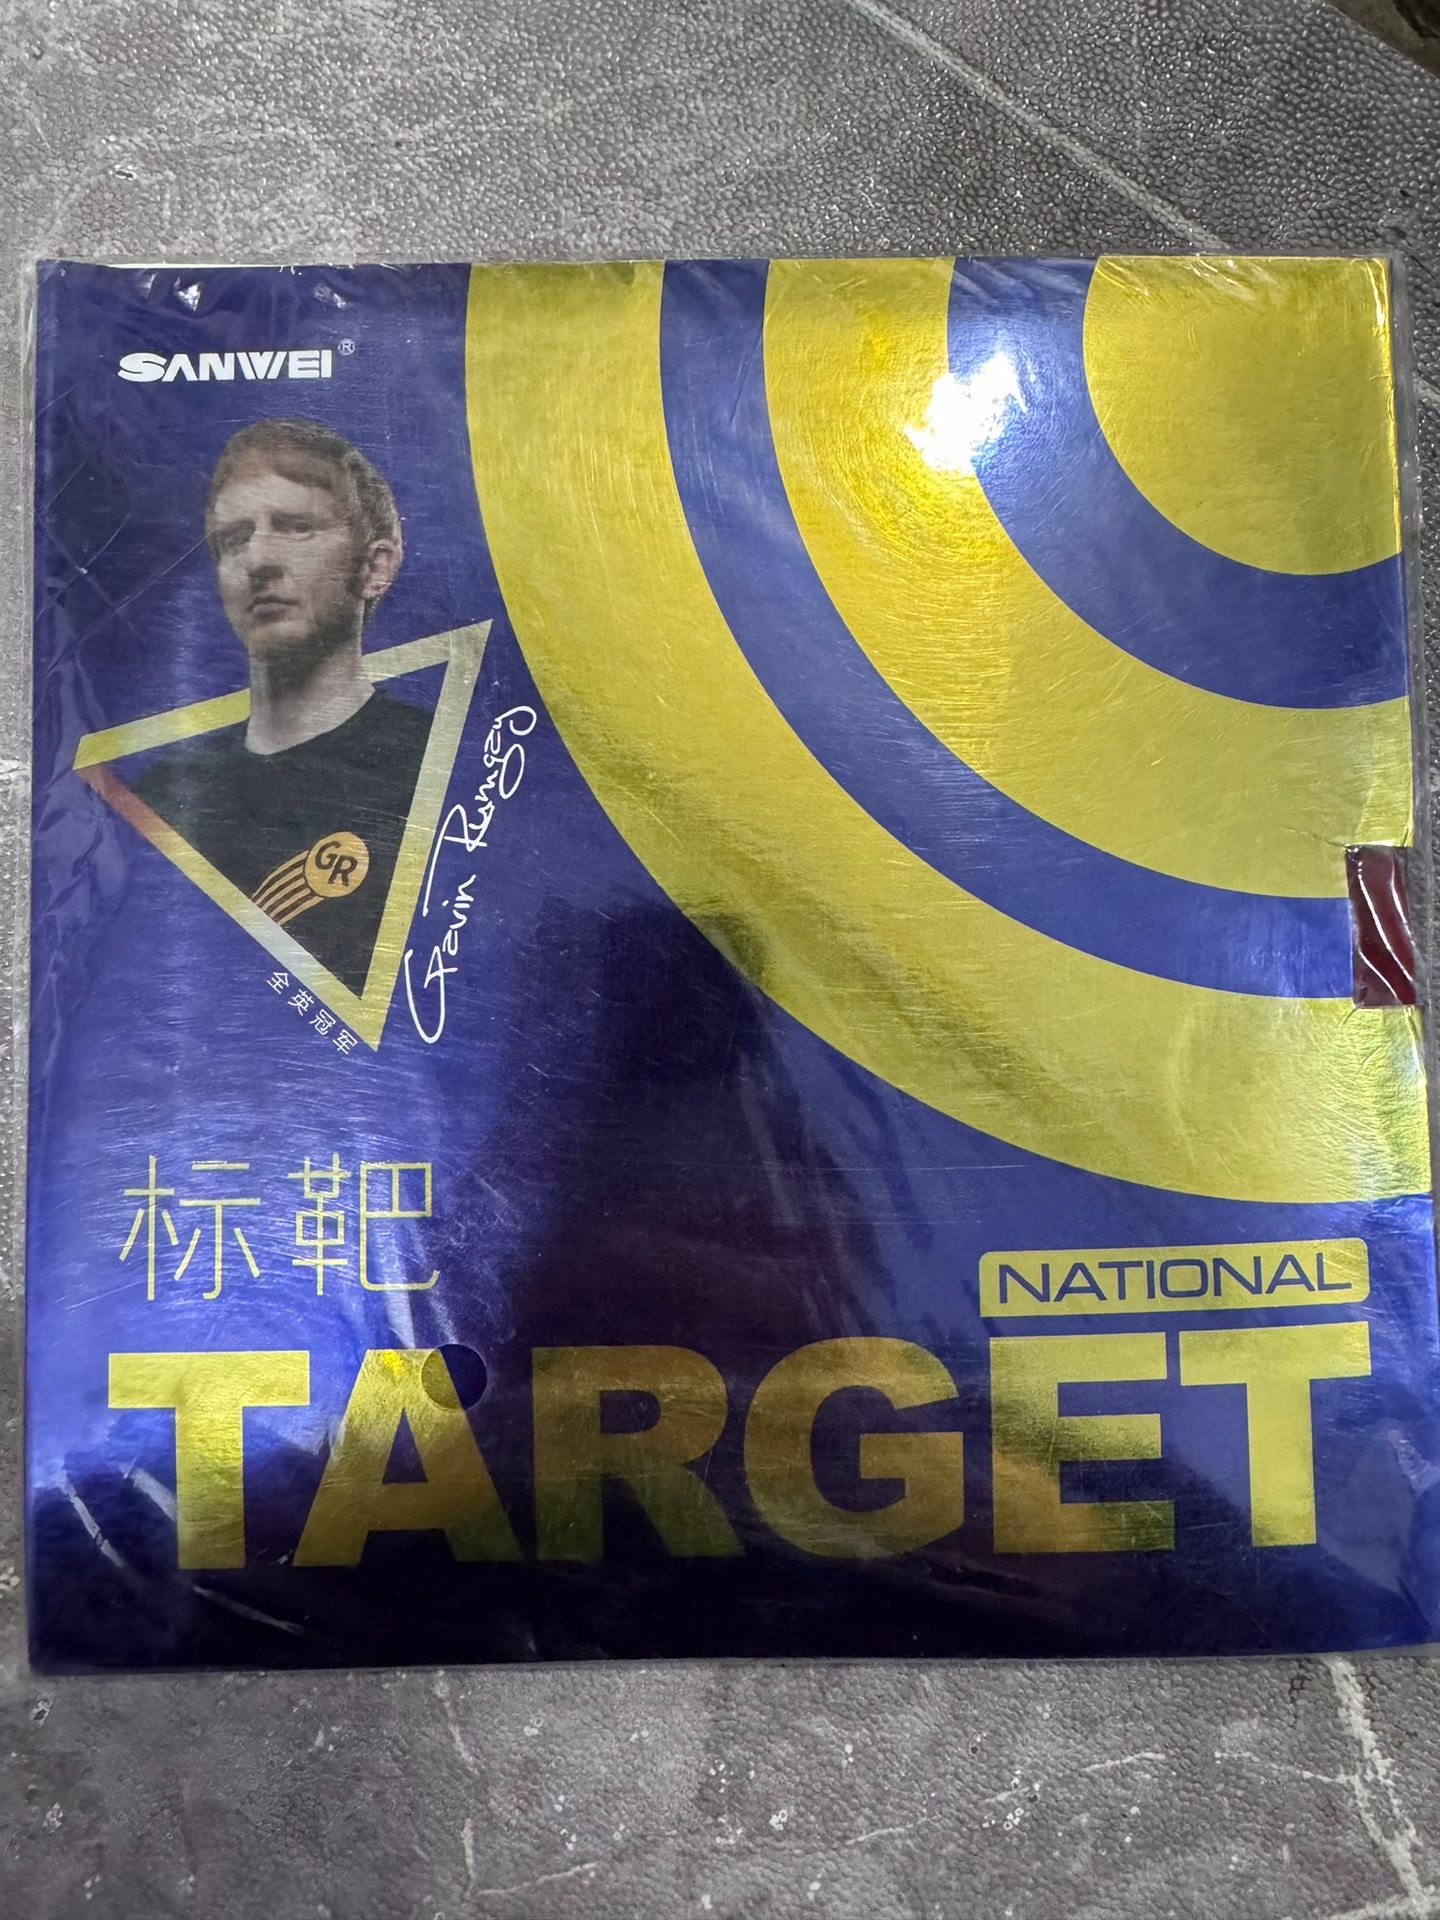 SANWEI®
GR
Gavin Rumgay
全英冠军
标靶
NATIONAL
TARGET